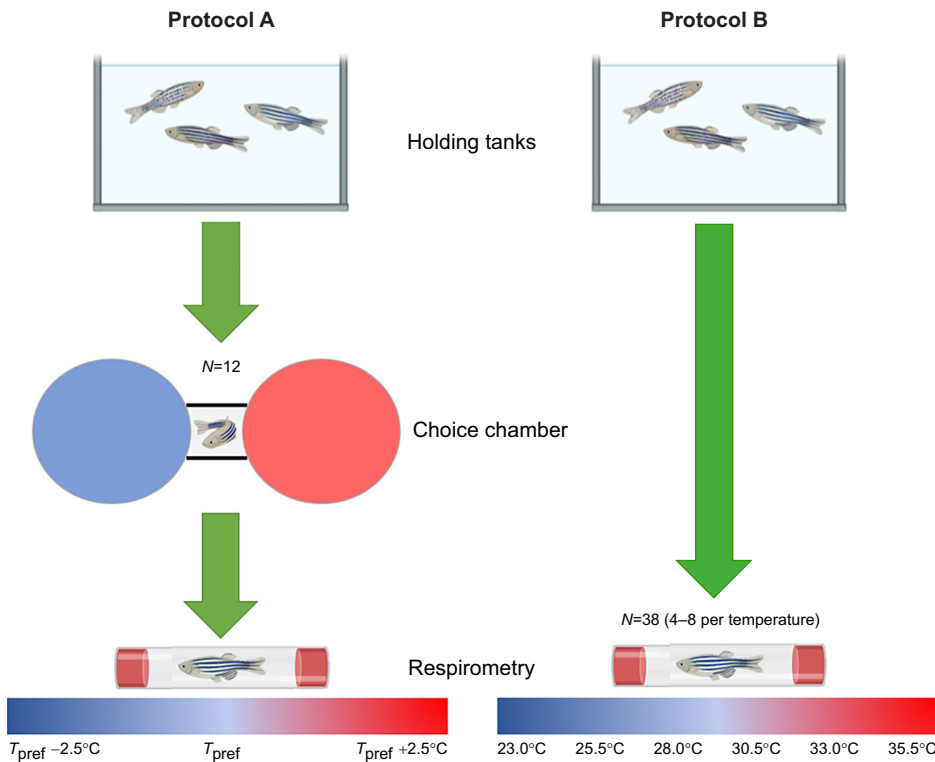 Protocol A
Protocol B
Holding tanks
N=12
Choice chamber
N=38 (4–8 per temperature)
Respirometry
Tpref −2.5°C Tpref Tpref +2.5°C
23.0°C 25.5°C 28.0°C 30.5°C 33.0°C 35.5°C